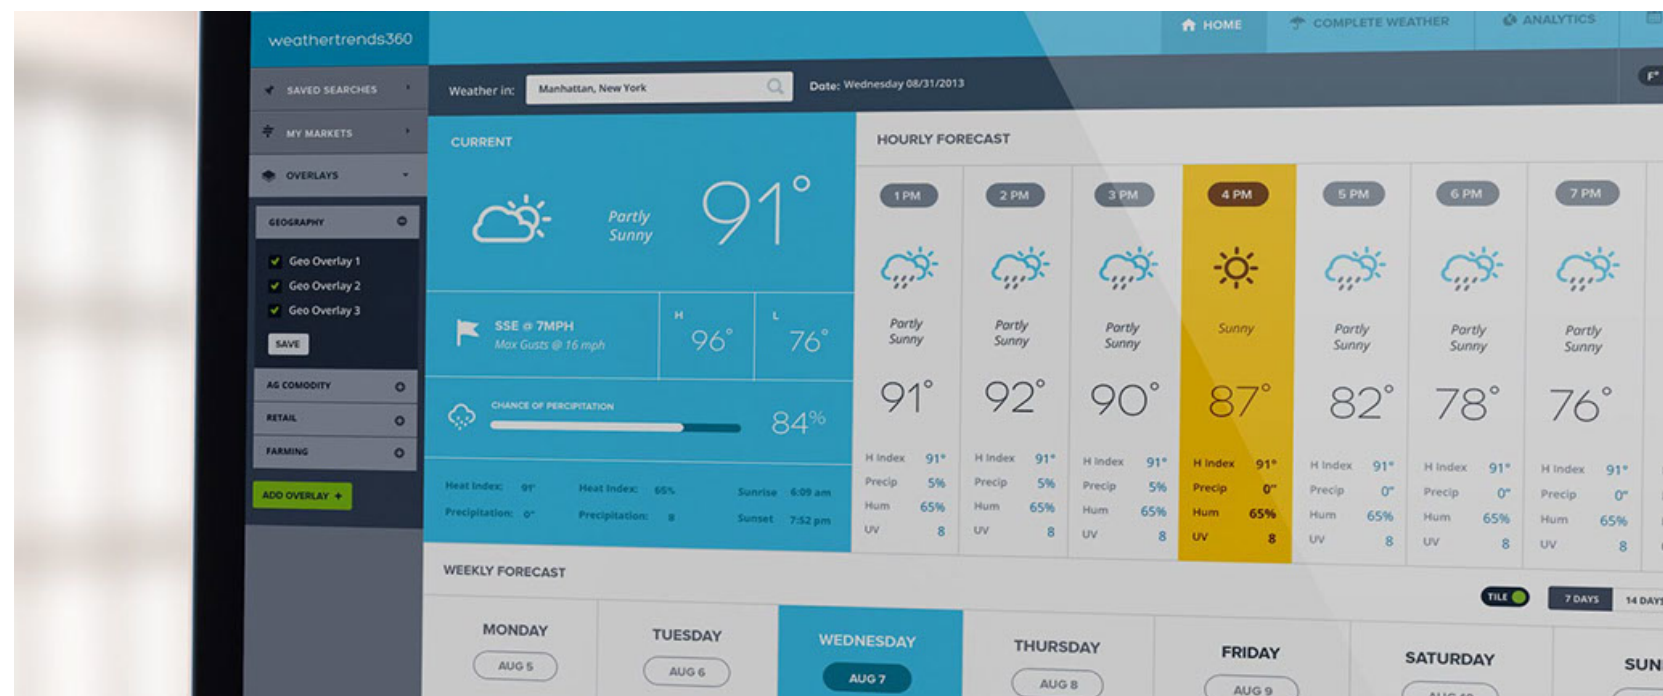 weathertrends360
HOME
COMPLETE WEATHER
ANALYTICS
SAVED SEARCHES
MY MARKETS
OVERLAYS
GEOGRAPHY
Geo Overlay 1
Geo Overlay 2
Geo Overlay 3
SAVE
AG COMODITY
RETAIL
FARMING
ADD OVERLAY +
Weather in: Manhattan, New York
Date: Wednesday 08/31/2013
F°
CURRENT
Partly
Sunny
91°
SSE @ 7MPH
Max Gusts @ 16 mph
H
96°
L
76°
CHANCE OF PERCIPITATION
84%
Heat Index: 91° Heat Index: 65% Sunrise 6:09 am
Precipitation: 0" Precipitation: 8 Sunset 7:52 pm
HOURLY FORECAST
1 PM
Partly
Sunny
91°
H Index 91°
Precip 5%
Hum 65%
UV 8
2 PM
Partly
Sunny
92°
H Index 91°
Precip 5%
Hum 65%
UV 8
3 PM
Partly
Sunny
90°
H Index 91°
Precip 5%
Hum 65%
UV 8
4 PM
Sunny
87°
H Index 91°
Precip 0"
Hum 65%
UV 8
5 PM
Partly
Sunny
82°
H Index 91°
Precip 0"
Hum 65%
UV 8
6 PM
Partly
Sunny
78°
H Index 91°
Precip 0"
Hum 65%
UV 8
7 PM
Partly
Sunny
76°
H Index 91°
Precip 0"
Hum 65%
UV 8
WEEKLY FORECAST
TILE
7 DAYS
14 DAYS
MONDAY
AUG 5
TUESDAY
AUG 6
WEDNESDAY
AUG 7
THURSDAY
AUG 8
FRIDAY
AUG 9
SATURDAY
SUN